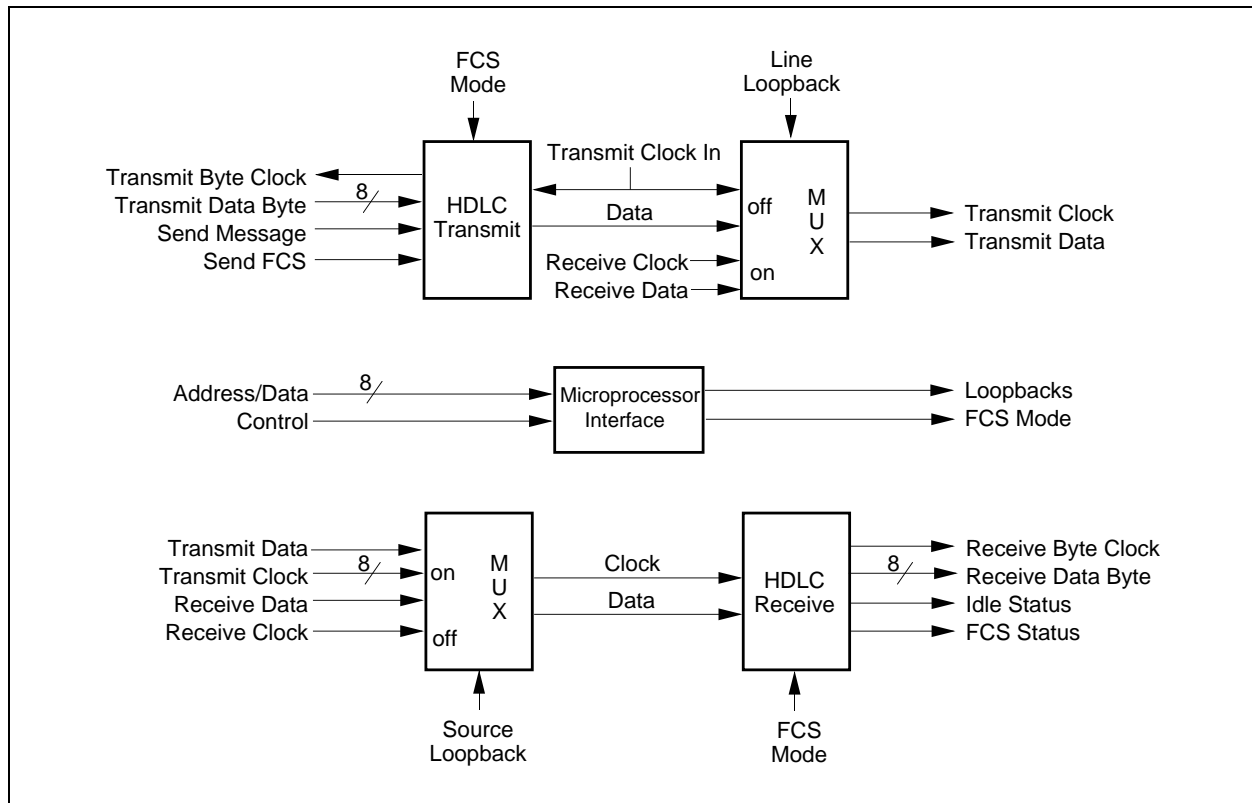 FCS
Mode
Line
Loopback
Transmit Byte Clock
Transmit Data Byte
Send Message
Send FCS
8
HDLC
Transmit
Transmit Clock In
Data
Receive Clock
Receive Data
off
on
M
U
X
Transmit Clock
Transmit Data
Address/Data
Control
8
Microprocessor
Interface
Loopbacks
FCS Mode
Transmit Data
Transmit Clock
Receive Data
Receive Clock
8
on
off
M
U
X
Clock
Data
HDLC
Receive
8
Receive Byte Clock
Receive Data Byte
Idle Status
FCS Status
Source
Loopback
FCS
Mode